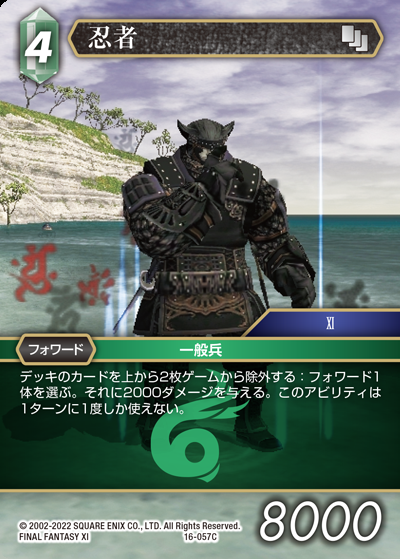 4
忍者
XI
フォワード
一般兵
デッキのカードを上から2枚ゲームから除外する：フォワード1
体を選ぶ。それに2000ダメージを与える。このアビリティは
1ターンに1度しか使えない。
© 2002-2022 SQUARE ENIX CO., LTD. All Rights Reserved.
FINAL FANTASY XI
16-057C
8000